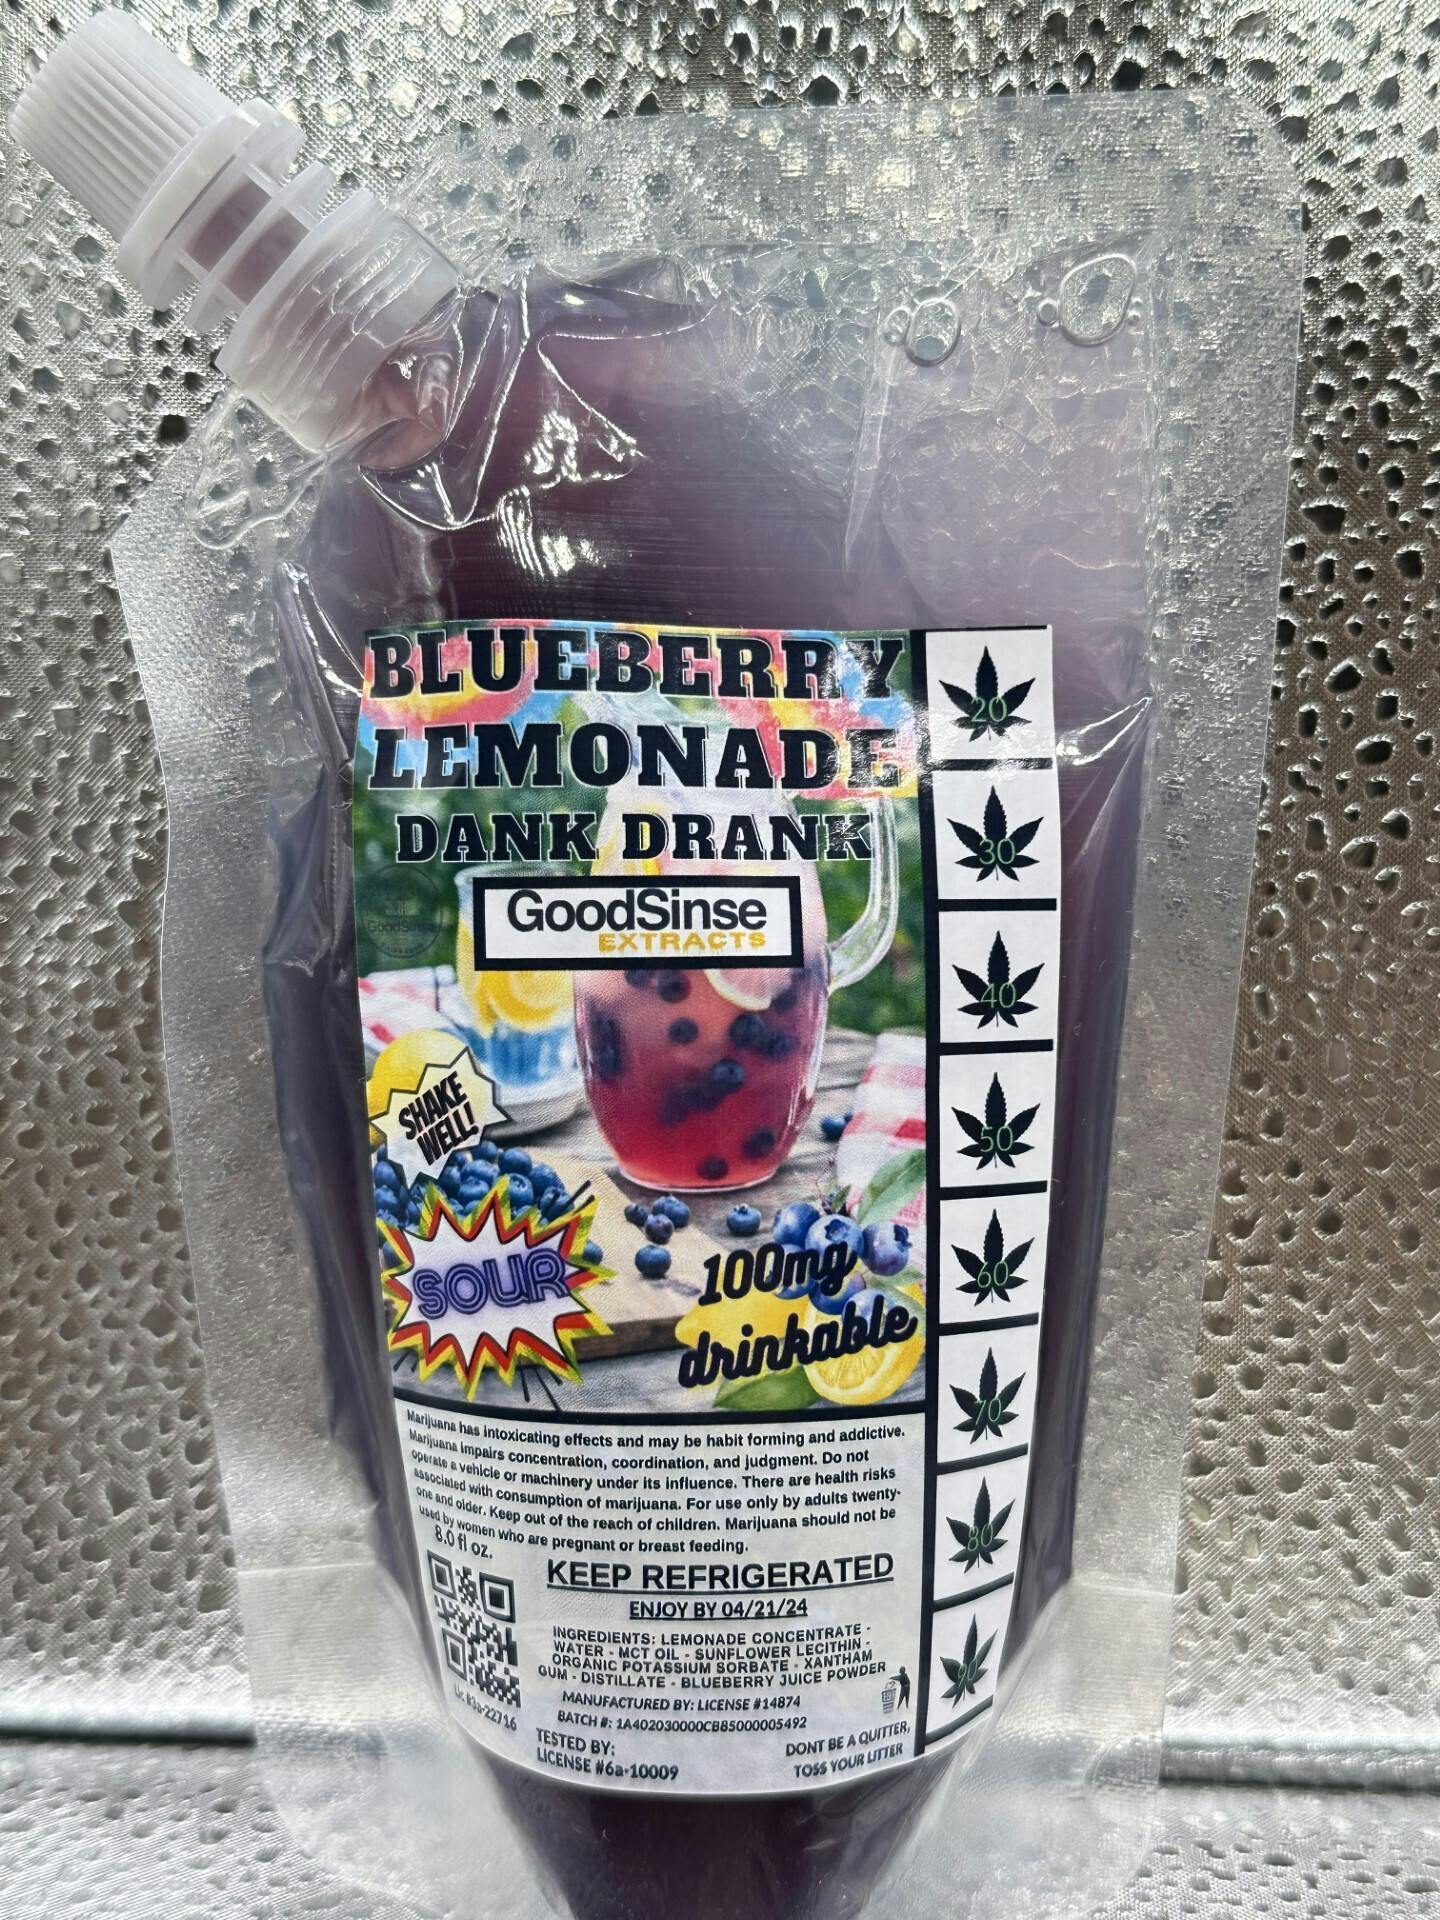 BLUEBERRY
LEMONADE
DANK DRANK
GoodSinse
EXTRACTS
GoodSinse
SHAKE
WELL!
SOUR
100mg
drinkable
20
30
40
50
60
70
80
90
Marijuana has intoxicating effects and may be habit forming and addictive.
Marijuana impairs concentration, coordination, and judgment. Do not
operate a vehicle or machinery under its influence. There are health risks
associated with consumption of marijuana. For use only by adults twenty-
one and older. Keep out of the reach of children. Marijuana should not be
used by women who are pregnant or breast feeding.
8.0 fl oz.
KEEP REFRIGERATED
ENJOY BY 04/21/24
INGREDIENTS: LEMONADE CONCENTRATE -
WATER - MCT OIL - SUNFLOWER LECITHIN -
ORGANIC POTASSIUM SORBATE - XANTHAM
GUM - DISTILLATE - BLUEBERRY JUICE POWDER
MANUFACTURED BY: LICENSE #14874
BATCH #: 1A402030000CB85000005492
Lic #3a-22716
TESTED BY:
LICENSE #6a-10009
DONT BE A QUITTER,
TOSS YOUR LITTER